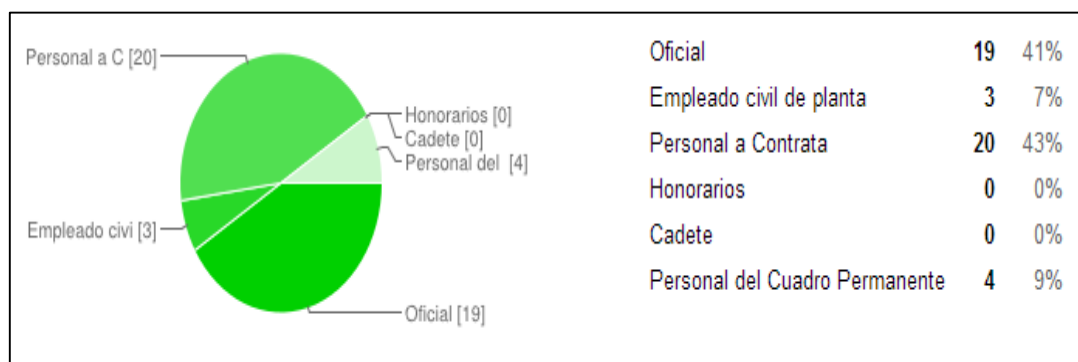 Personal a C [20]
Honorarios [0]
Cadete [0]
Personal del [4]
Empleado civi [3]
Oficial [19]
Oficial 19 41%
Empleado civil de planta 3 7%
Personal a Contrata 20 43%
Honorarios 0 0%
Cadete 0 0%
Personal del Cuadro Permanente 4 9%